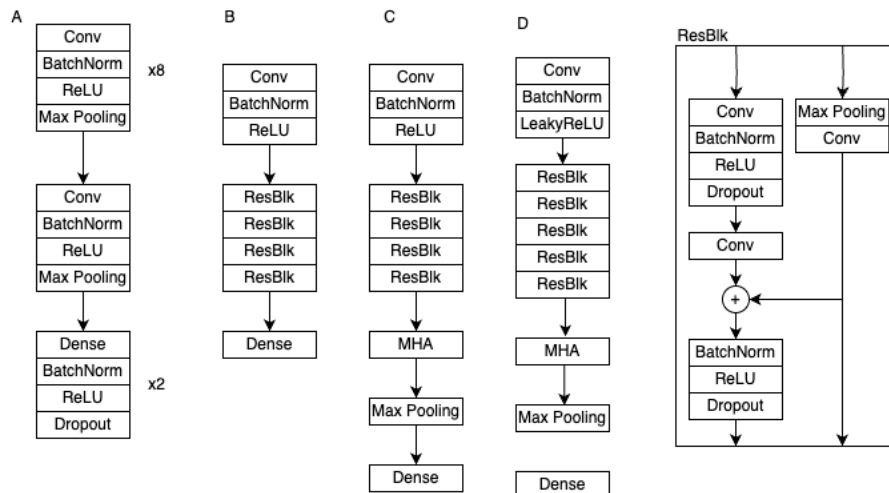 A
Conv
BatchNorm
ReLU
Max Pooling
x8
Conv
BatchNorm
ReLU
Max Pooling
Dense
BatchNorm
ReLU
Dropout
x2
B
Conv
BatchNorm
ReLU
ResBlk
ResBlk
ResBlk
ResBlk
Dense
C
Conv
BatchNorm
ReLU
ResBlk
ResBlk
ResBlk
ResBlk
MHA
Max Pooling
Dense
D
Conv
BatchNorm
LeakyReLU
ResBlk
ResBlk
ResBlk
ResBlk
ResBlk
MHA
Max Pooling
Dense
ResBlk
Conv
BatchNorm
ReLU
Dropout
Conv
+
BatchNorm
ReLU
Dropout
Max Pooling
Conv